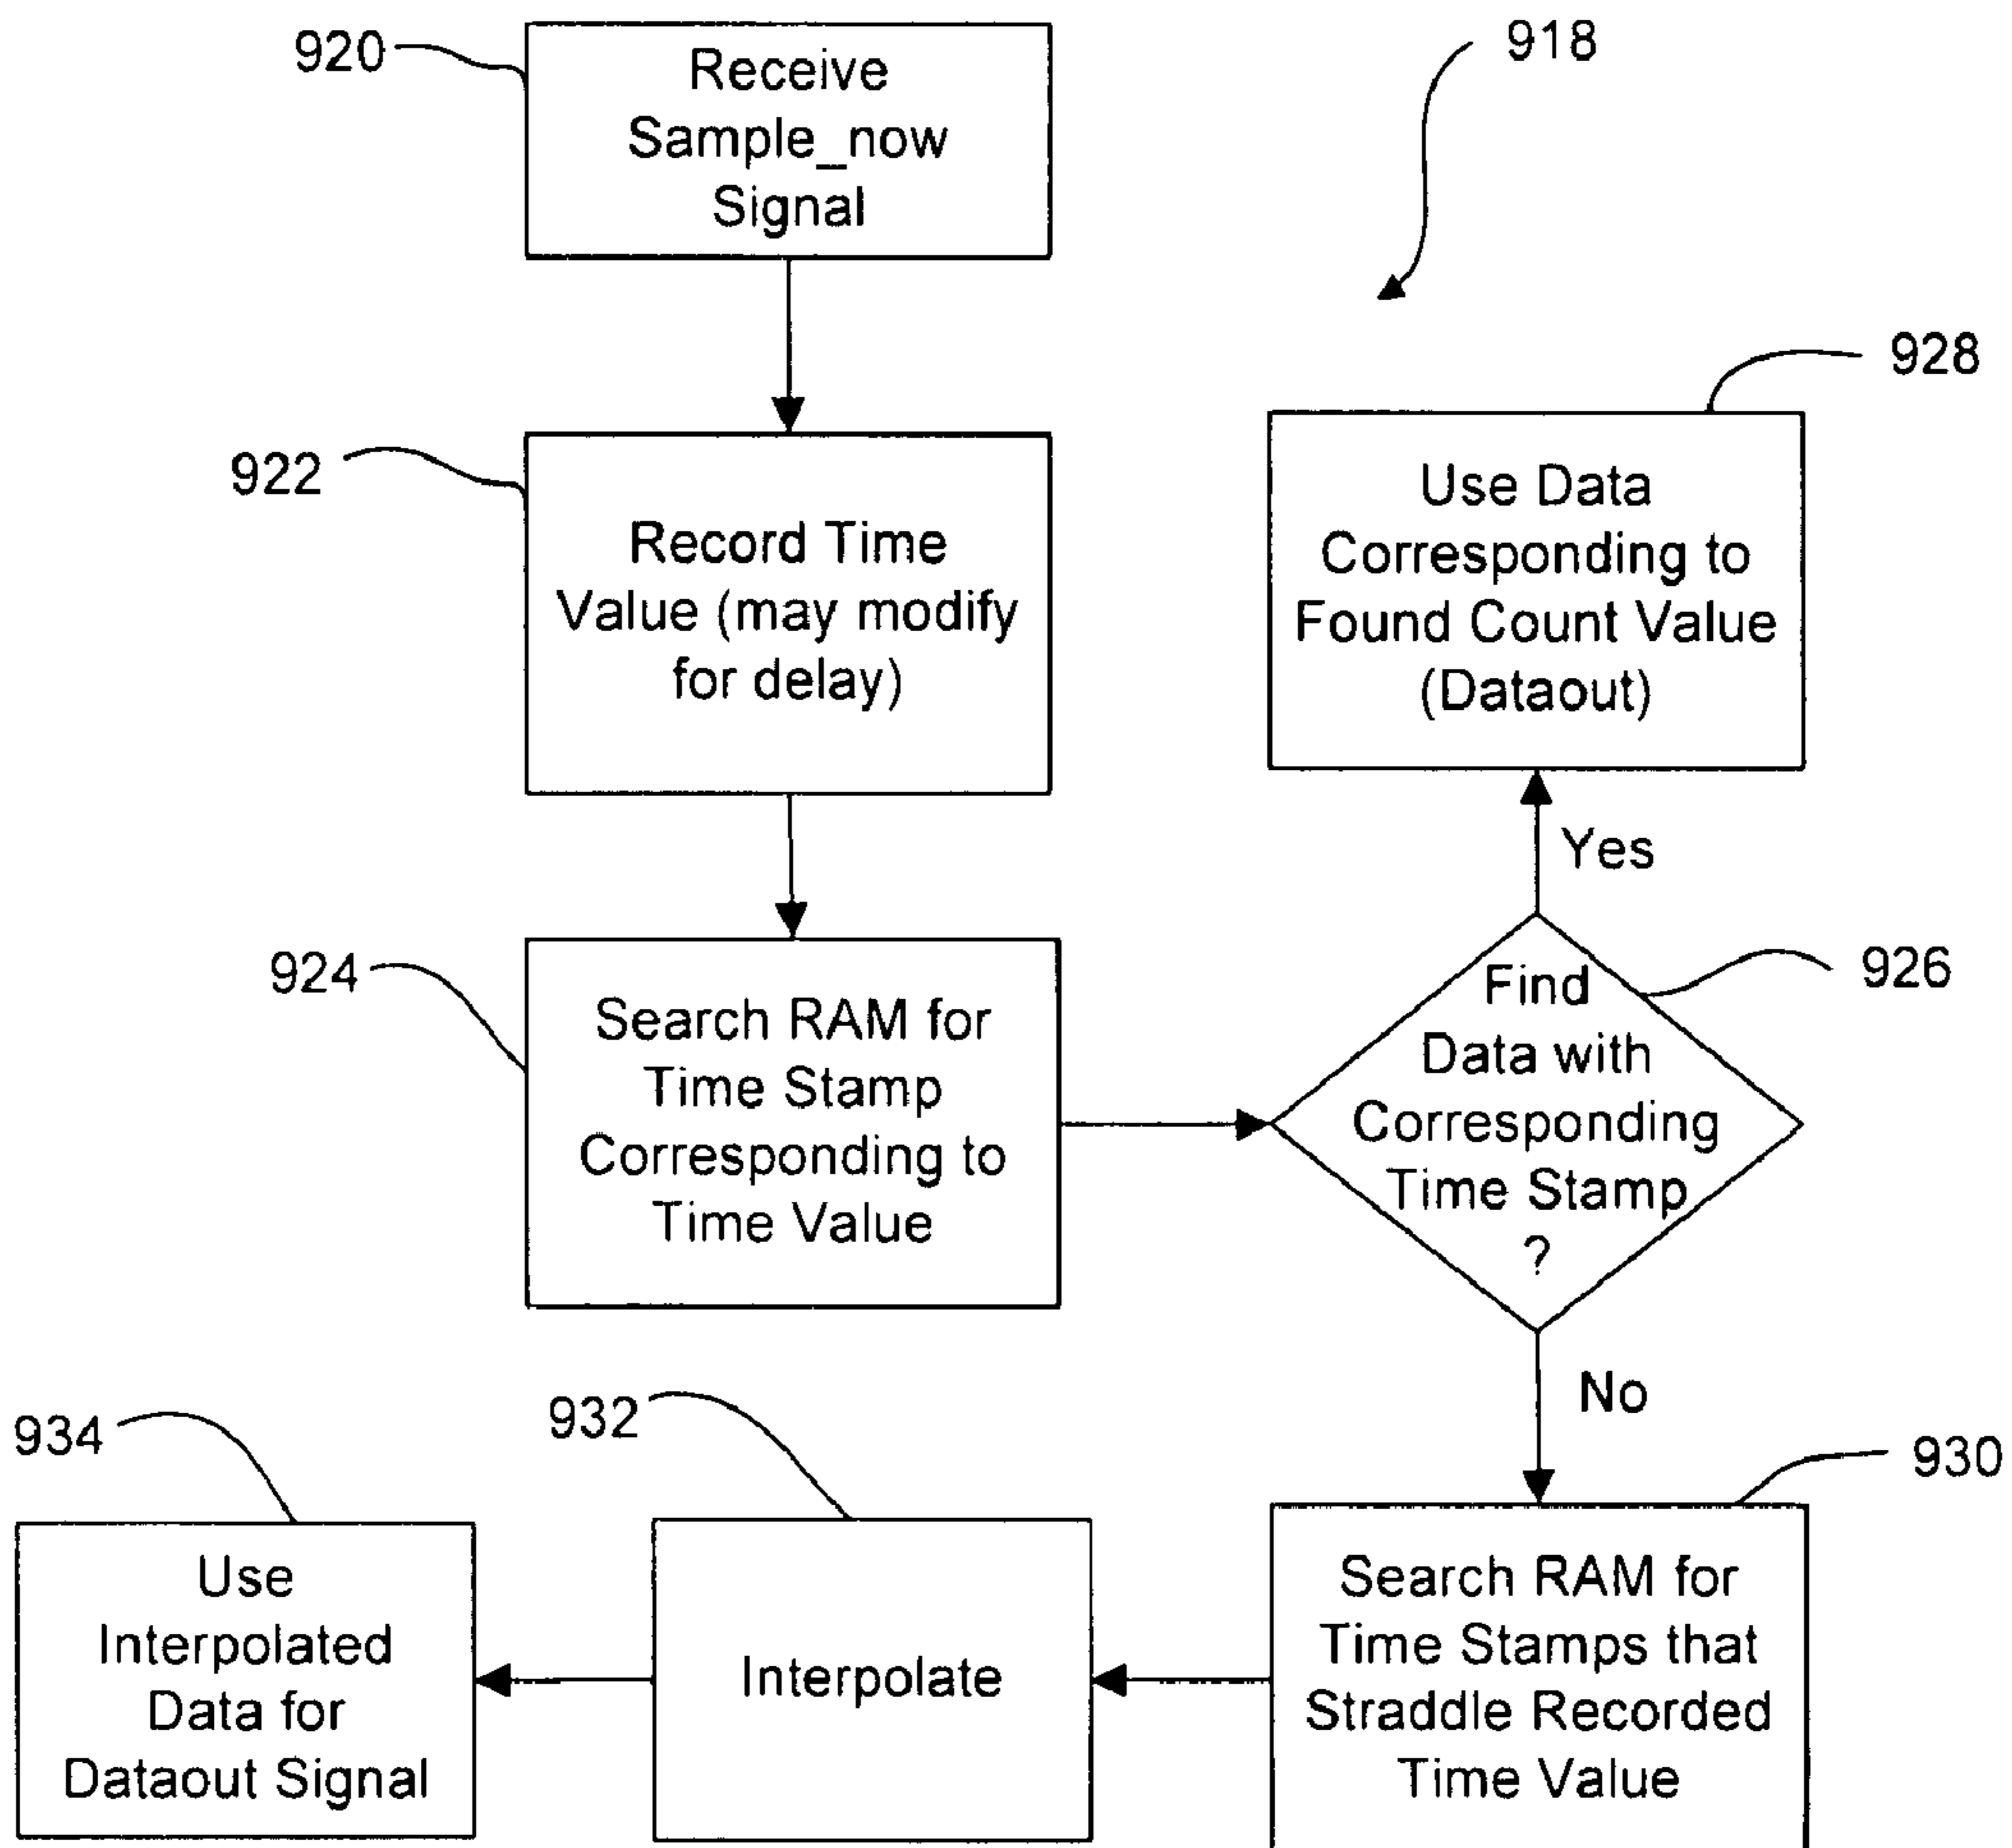 920
Receive
Sample_now
Signal
918
922
Record Time
Value (may modify
for delay)
928
Use Data
Corresponding to
Found Count Value
(Dataout)
Yes
924
Search RAM for
Time Stamp
Corresponding to
Time Value
926
Find
Data with
Corresponding
Time Stamp
?
No
930
Search RAM for
Time Stamps that
Straddle Recorded
Time Value
932
Interpolate
934
Use
Interpolated
Data for
Dataout Signal